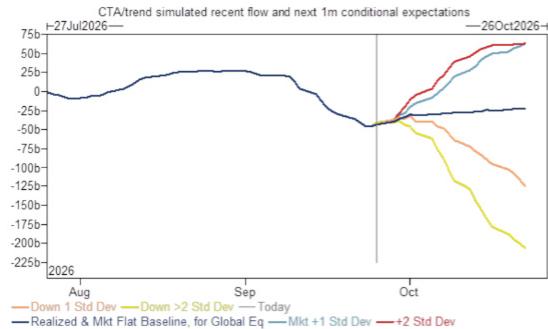 CTA/trend simulated recent flow and next 1m conditional expectations
27Jul2026
26Oct2026
75b
50b
25b
0
-25b
-50b
-75b
-100b
-125b
-150b
-175b
-200b
-225b
2026
Aug Sep Oct
Down 1 Std Dev Down >2 Std Dev Today
Realized & Mkt Flat Baseline, for Global Eq Mkt +1 Std Dev +2 Std Dev